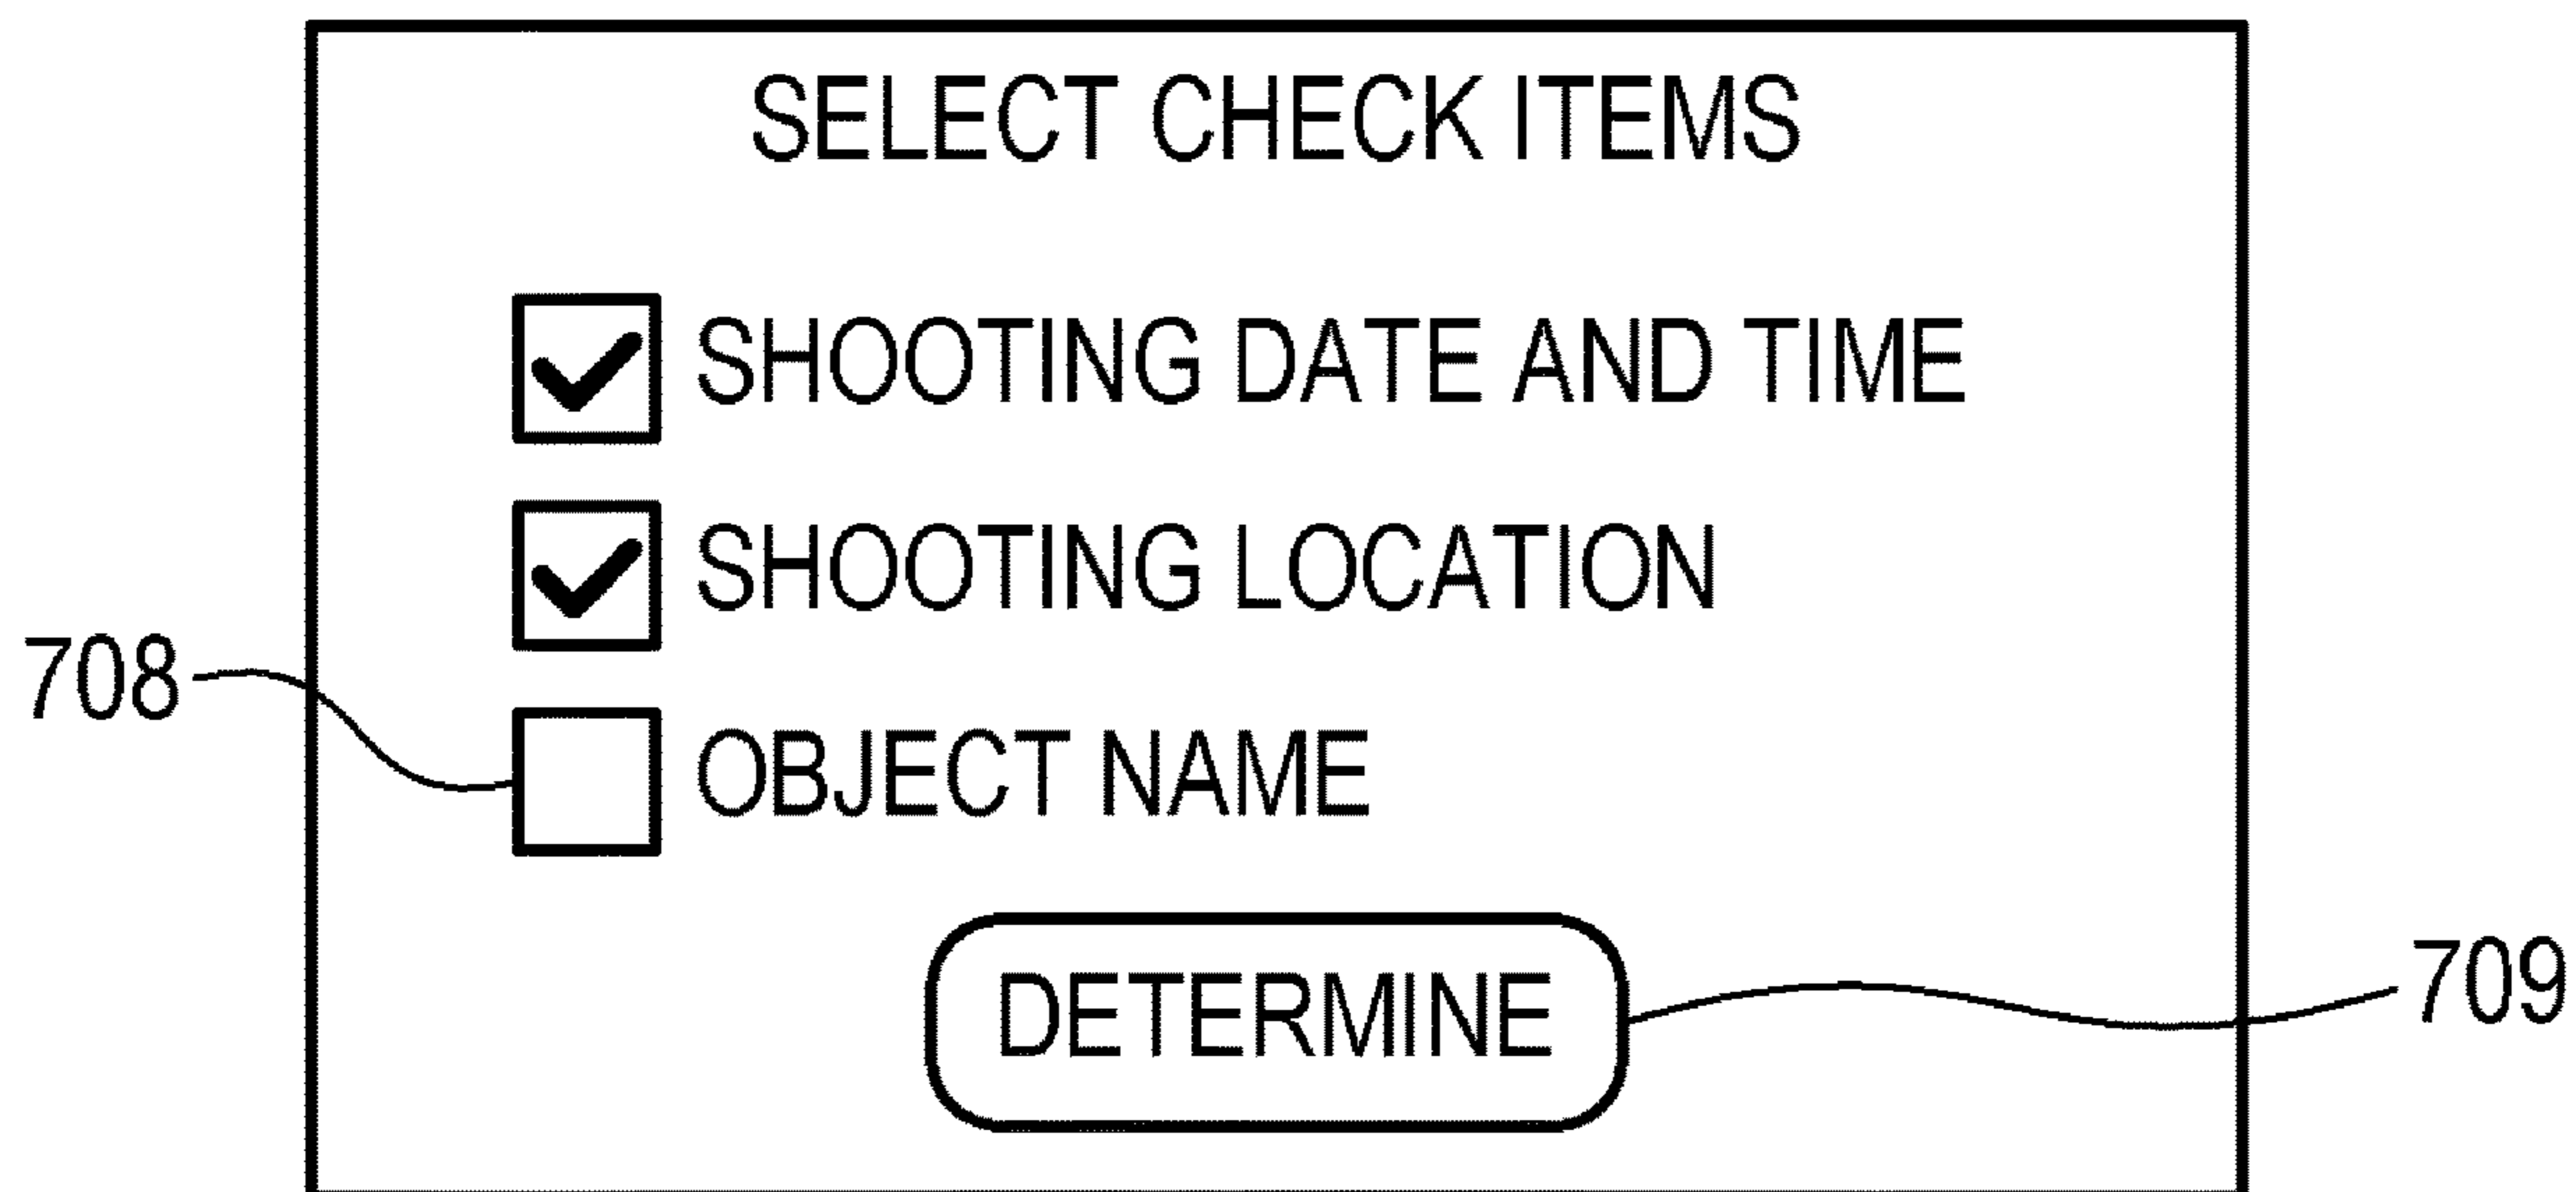 SELECT CHECK ITEMS
SHOOTING DATE AND TIME
SHOOTING LOCATION
708
OBJECT NAME
DETERMINE
709